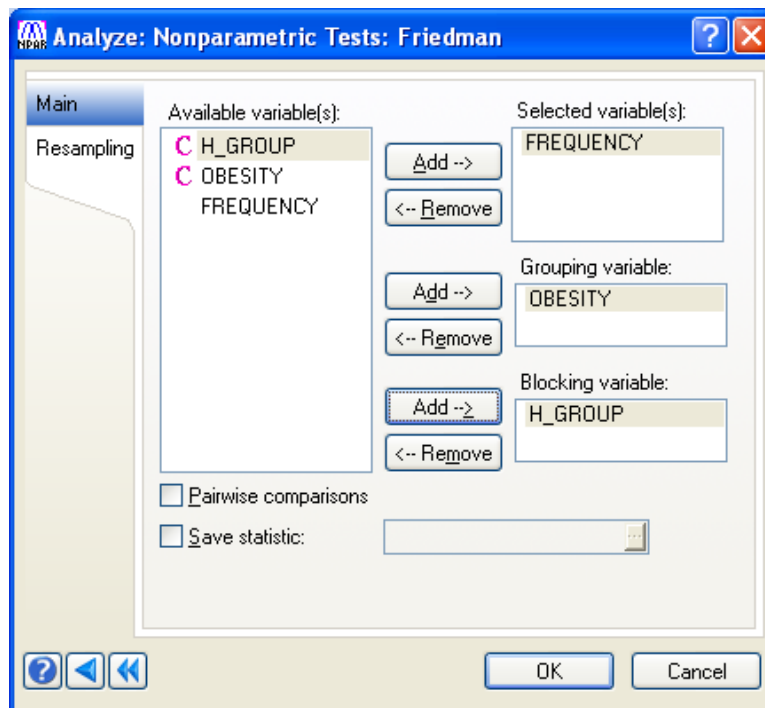 Analyze: Nonparametric Tests: Friedman
NPAR
Main
Resampling
Available variable(s):
C H_GROUP
C OBESITY
FREQUENCY
Add -->
<-- Remove
Selected variable(s):
FREQUENCY
Add -->
<-- Remove
Grouping variable:
OBESITY
Add -->
<-- Remove
Blocking variable:
H_GROUP
Pairwise comparisons
Save statistic:
...
OK
Cancel